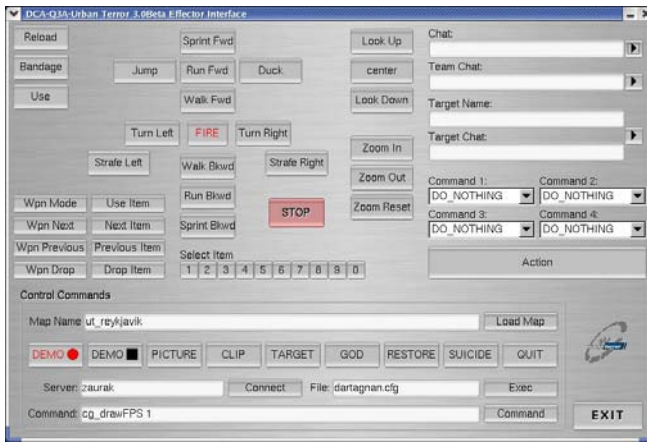 DCA-Q3A-Urban Terror 3.0Beta Effector Interface
Reload Sprint Fwd Look Up Chat:
Bandage Jump Run Fwd Duck center Team Chat:
Use Walk Fwd Look Down Target Name:
Turn Left FIRE Turn Right Zoom In Target Chat:
Strafe Left Walk Bkwd Strafe Right Zoom Out
Command 1: Command 2:
DO_NOTHING DO_NOTHING
Wpn Mode Use Item Run Bkwd STOP Zoom Reset
Command 3: Command 4:
Wpn Next Next Item Sprint Bkwd DO_NOTHING DO_NOTHING
Wpn Previous Previous Item Select Item
Wpn Drop Drop Item 1 2 3 4 5 6 7 8 9 0 Action
Control Commands
Map Name ut_reykjavik Load Map
DEMO DEMO PICTURE CLIP TARGET GOD RESTORE SUICIDE QUIT
Server: zaurak Connect File: dartagnan.cfg Exec
Command: cg_drawFPS 1 Command EXIT